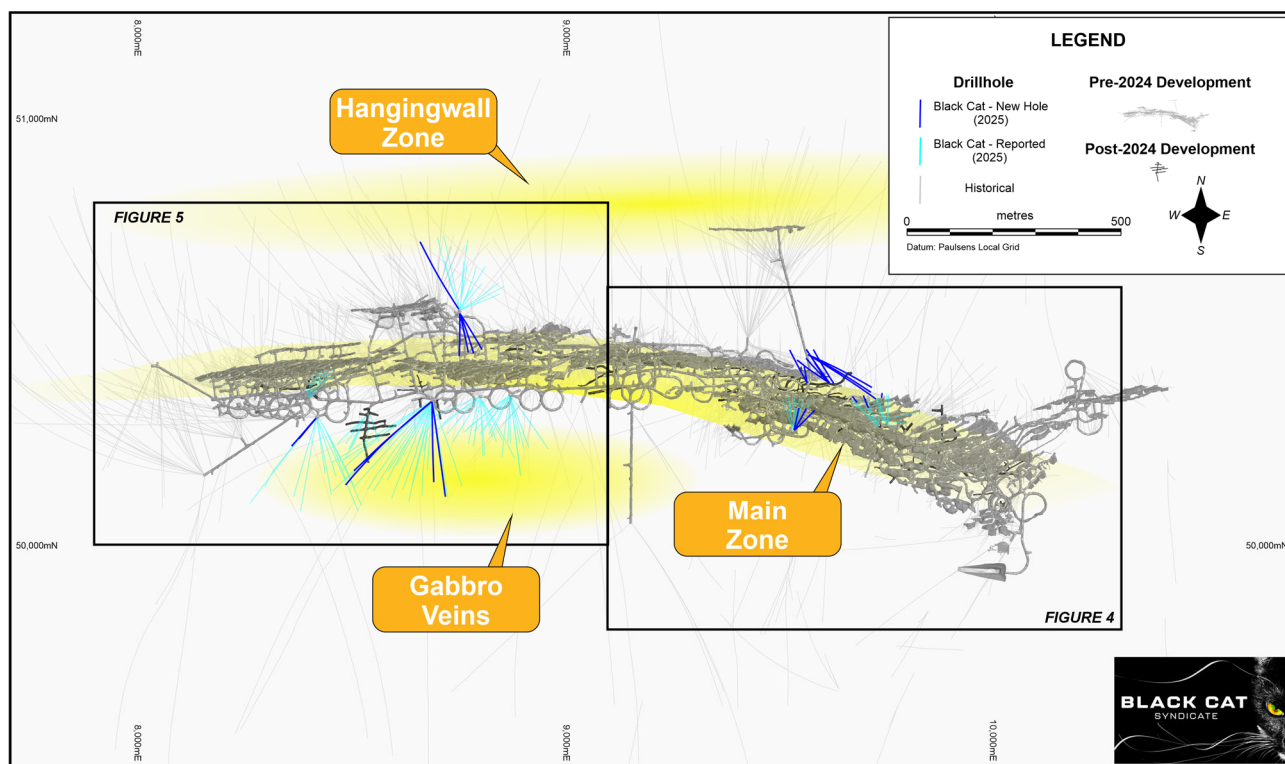 8,000mE
9,000mE
51,000mN
Hangingwall
Zone
LEGEND
Drillhole
Black Cat - New Hole
(2025)
Black Cat - Reported
(2025)
Historical
Pre-2024 Development
Post-2024 Development
0 metres 500
Datum: Paulsens Local Grid
N
W E
S
FIGURE 5
50,000mN
50,000mN
Main
Zone
Gabbro
Veins
FIGURE 4
8,000mE
9,000mE
10,000mE
BLACK CAT
SYNDICATE